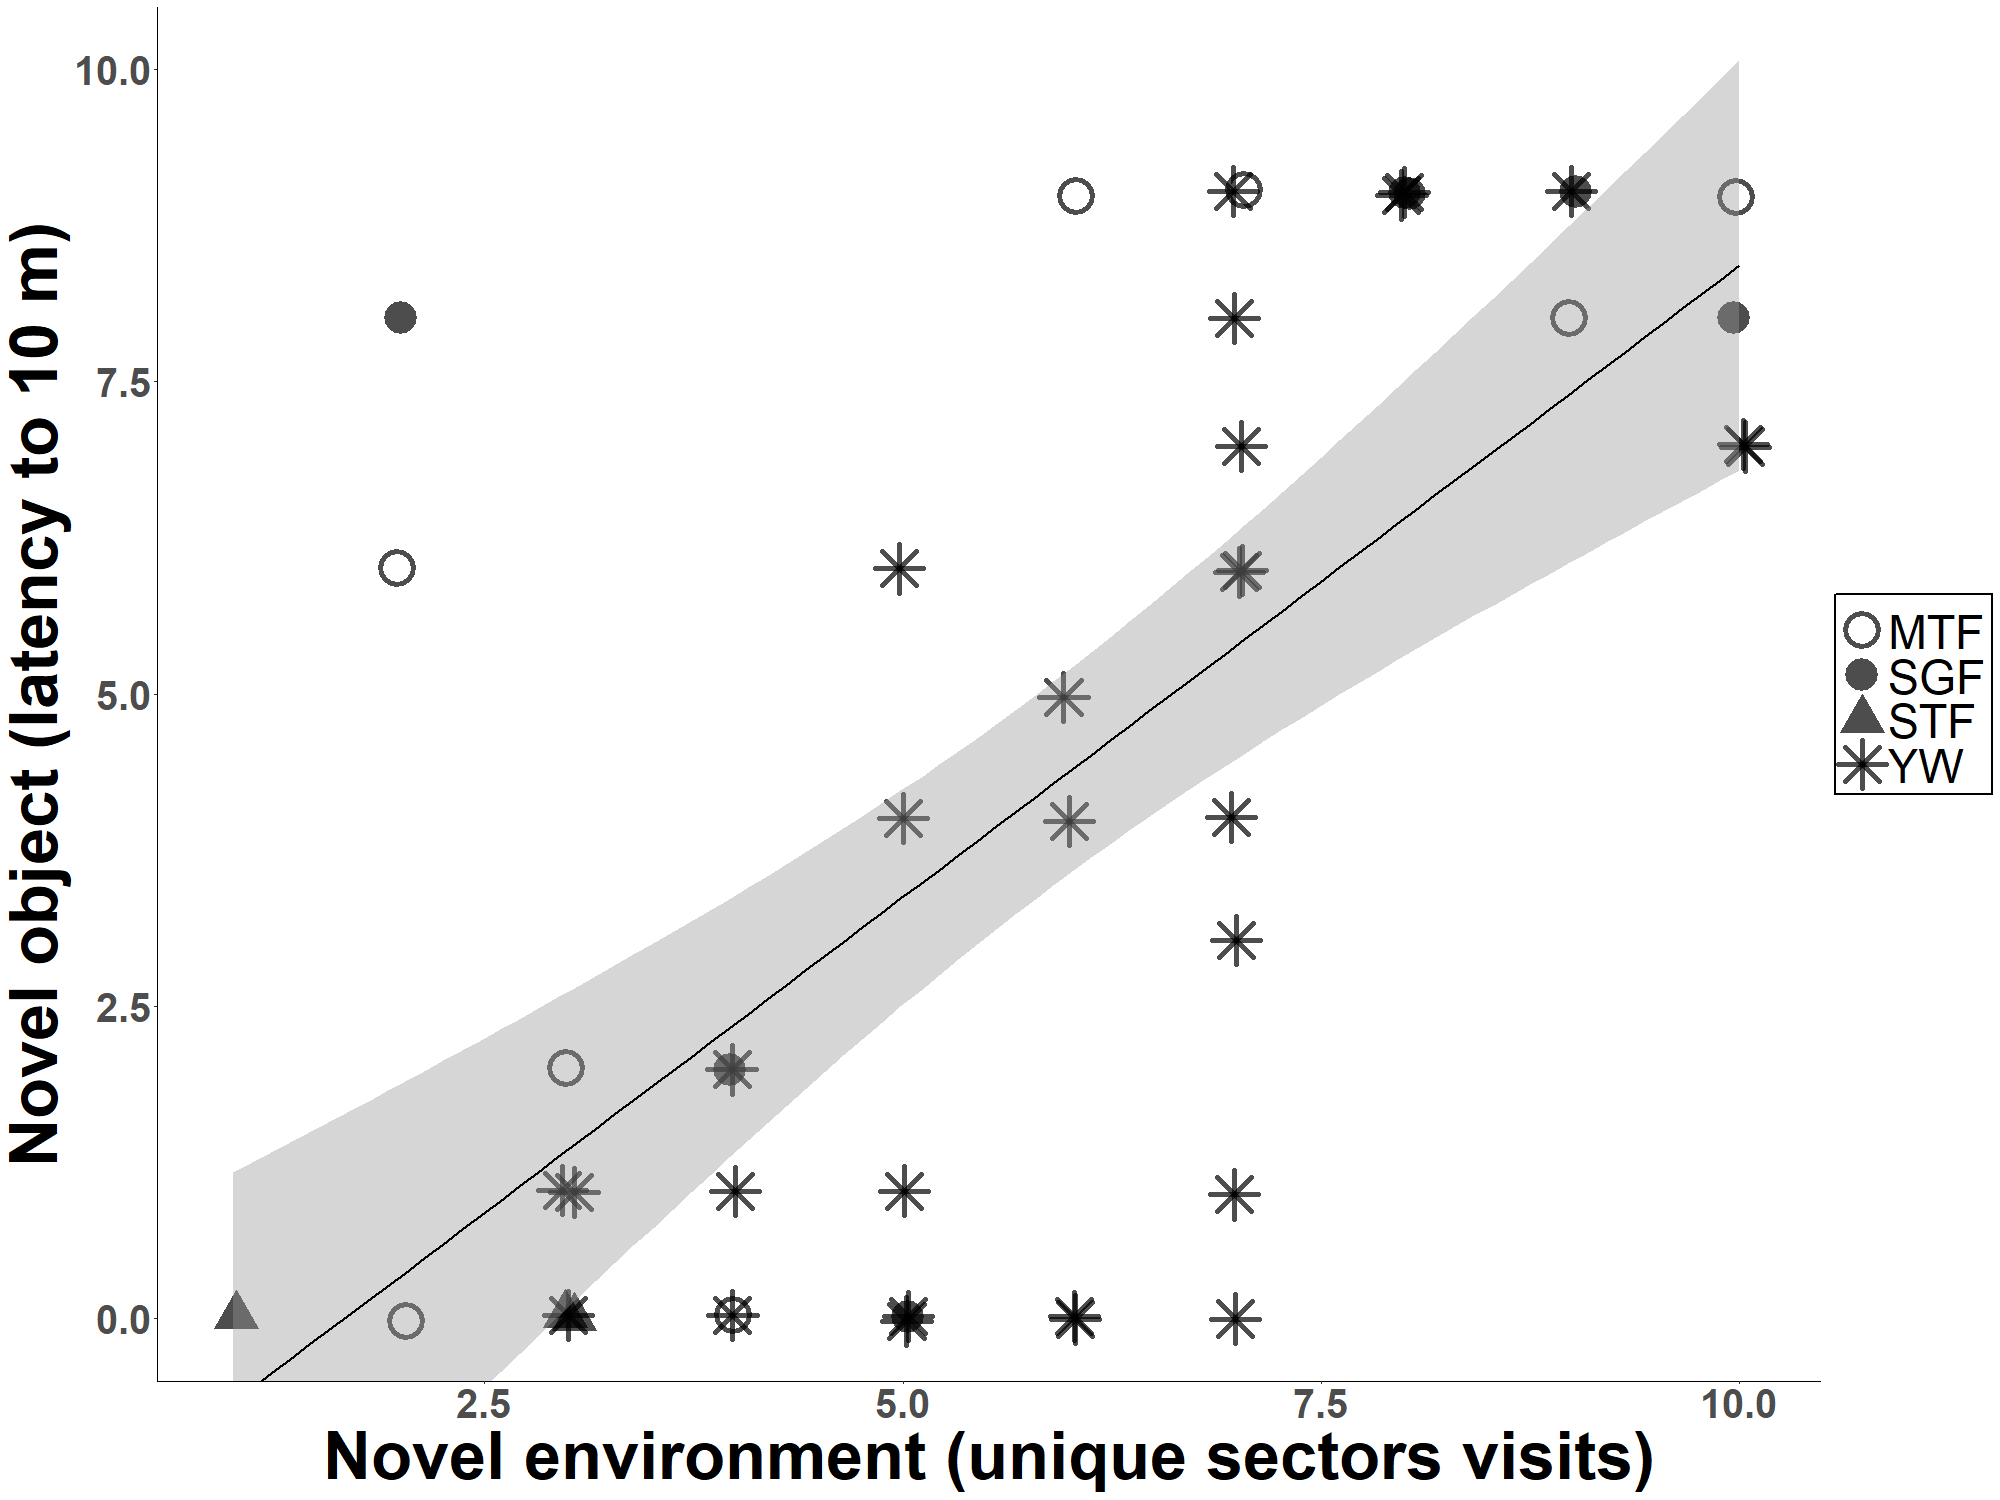 Novel object (latency to 10 m)
10.0
7.5
5.0
2.5
0.0
2.5 5.0 7.5 10.0
Novel environment (unique sectors visits)
MTF
SGF
STF
YW